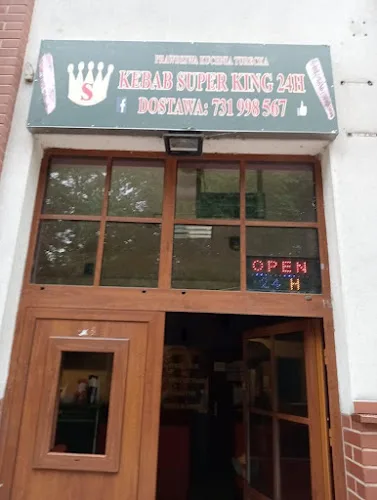 PRAWDZIWA KUCHNIA TURECKA
S
KEBAB SUPER KING 24H
f DOSTAWA: 731 998 567
OPEN
24 H